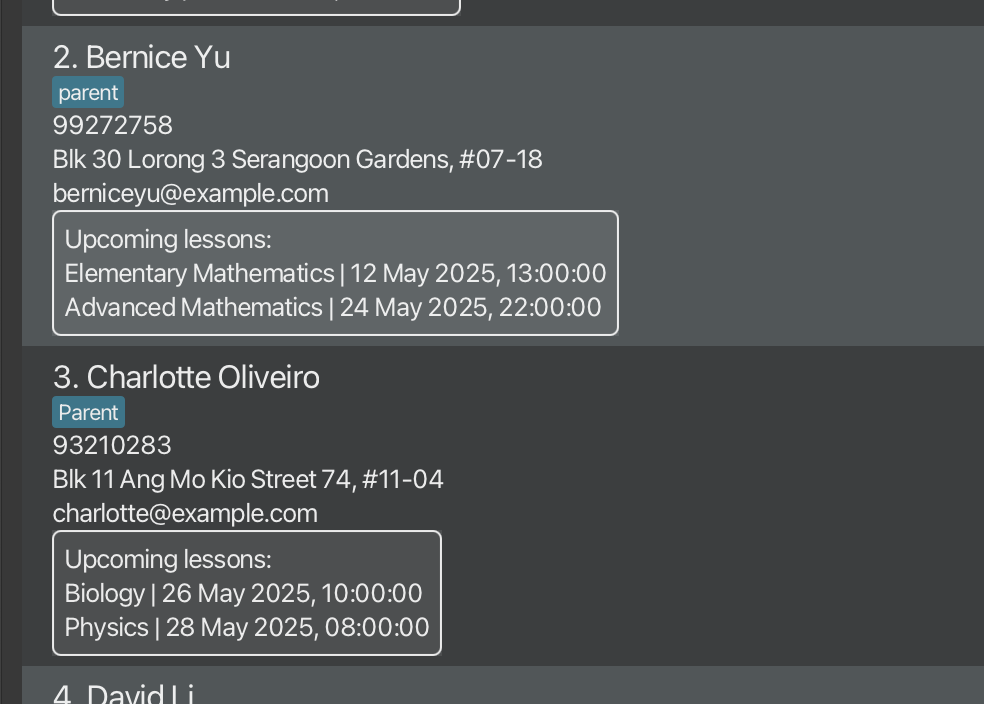 2. Bernice Yu
parent
99272758
Blk 30 Lorong 3 Serangoon Gardens, #07-18
berniceyu@example.com
Upcoming lessons:
Elementary Mathematics | 12 May 2025, 13:00:00
Advanced Mathematics | 24 May 2025, 22:00:00
3. Charlotte Oliveiro
Parent
93210283
Blk 11 Ang Mo Kio Street 74, #11-04
charlotte@example.com
Upcoming lessons:
Biology | 26 May 2025, 10:00:00
Physics | 28 May 2025, 08:00:00
4. David Li